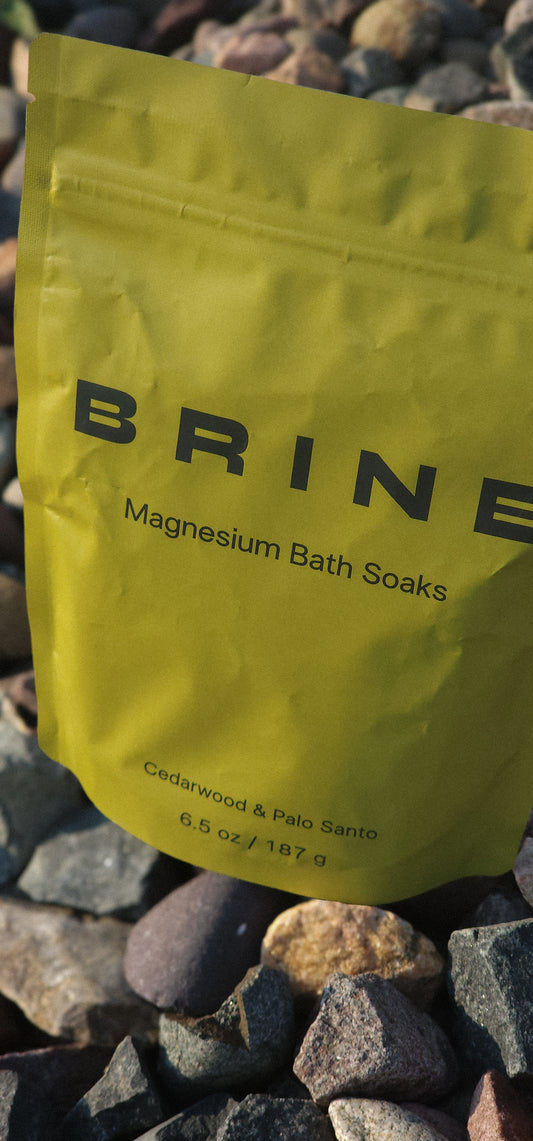 BRINE
Magnesium Bath Soaks
Cedarwood & Palo Santo
6.5 oz / 187 g